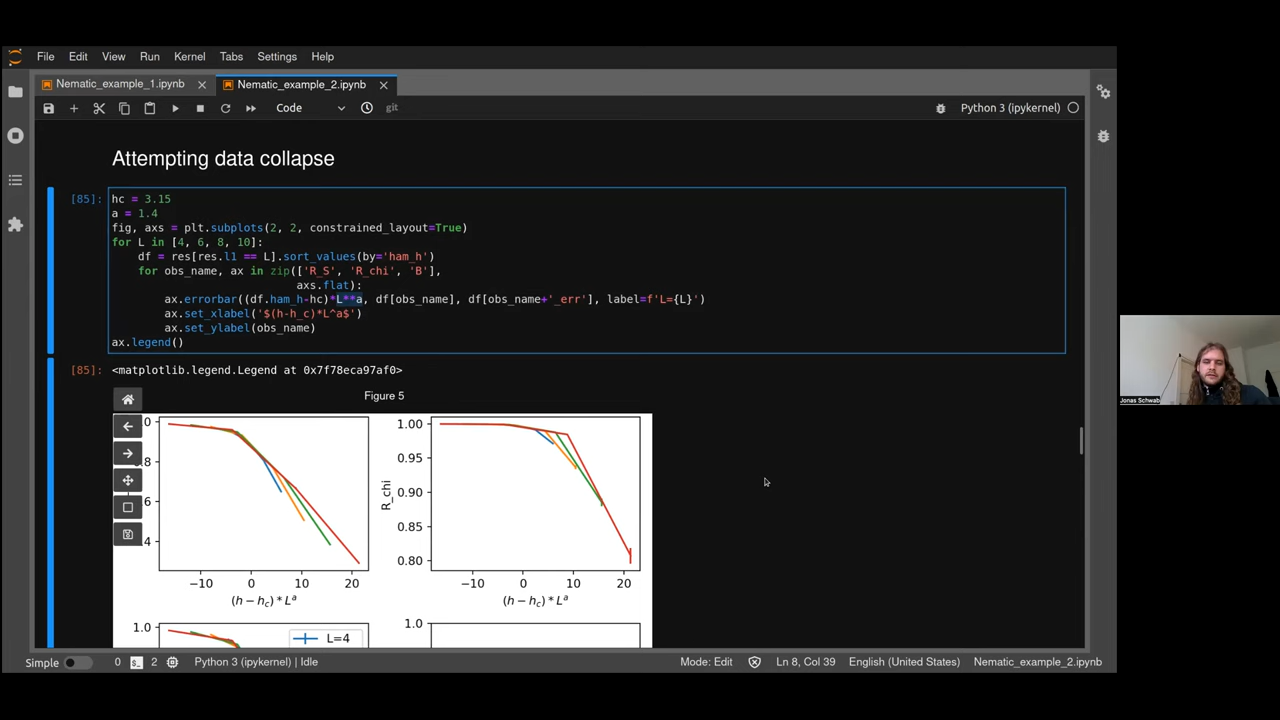 File Edit View Run Kernel Tabs Settings Help
Nematic_example_1.ipynb Nematic_example_2.ipynb
Code git Python 3 (ipykernel)
Attempting data collapse
[85]:
hc = 3.15
a = 1.4
fig, axs = plt.subplots(2, 2, constrained_layout=True)
for L in [4, 6, 8, 10]:
df = res[res.l1 == L].sort_values(by='ham_h')
for obs_name, ax in zip(['R_S', 'R_chi', 'B'],
axs.flat):
ax.errorbar((df.ham_h-hc)*L**a, df[obs_name], df[obs_name+'_err'], label=f'L={L}')
ax.set_xlabel('$(h-h_c)*L^a$')
ax.set_ylabel(obs_name)
ax.legend()
[85]: <matplotlib.legend.Legend at 0x7f78eca97af0>
Figure 5
0
8
6
4
−10 0 10 20
(h − h_c) * L^a
R_chi
1.00
0.95
0.90
0.85
0.80
−10 0 10 20
(h − h_c) * L^a
1.0
L=4
1.0
Jonas Schwab
Simple 0 2 Python 3 (ipykernel) | Idle Mode: Edit Ln 8, Col 39 English (United States) Nematic_example_2.ipynb